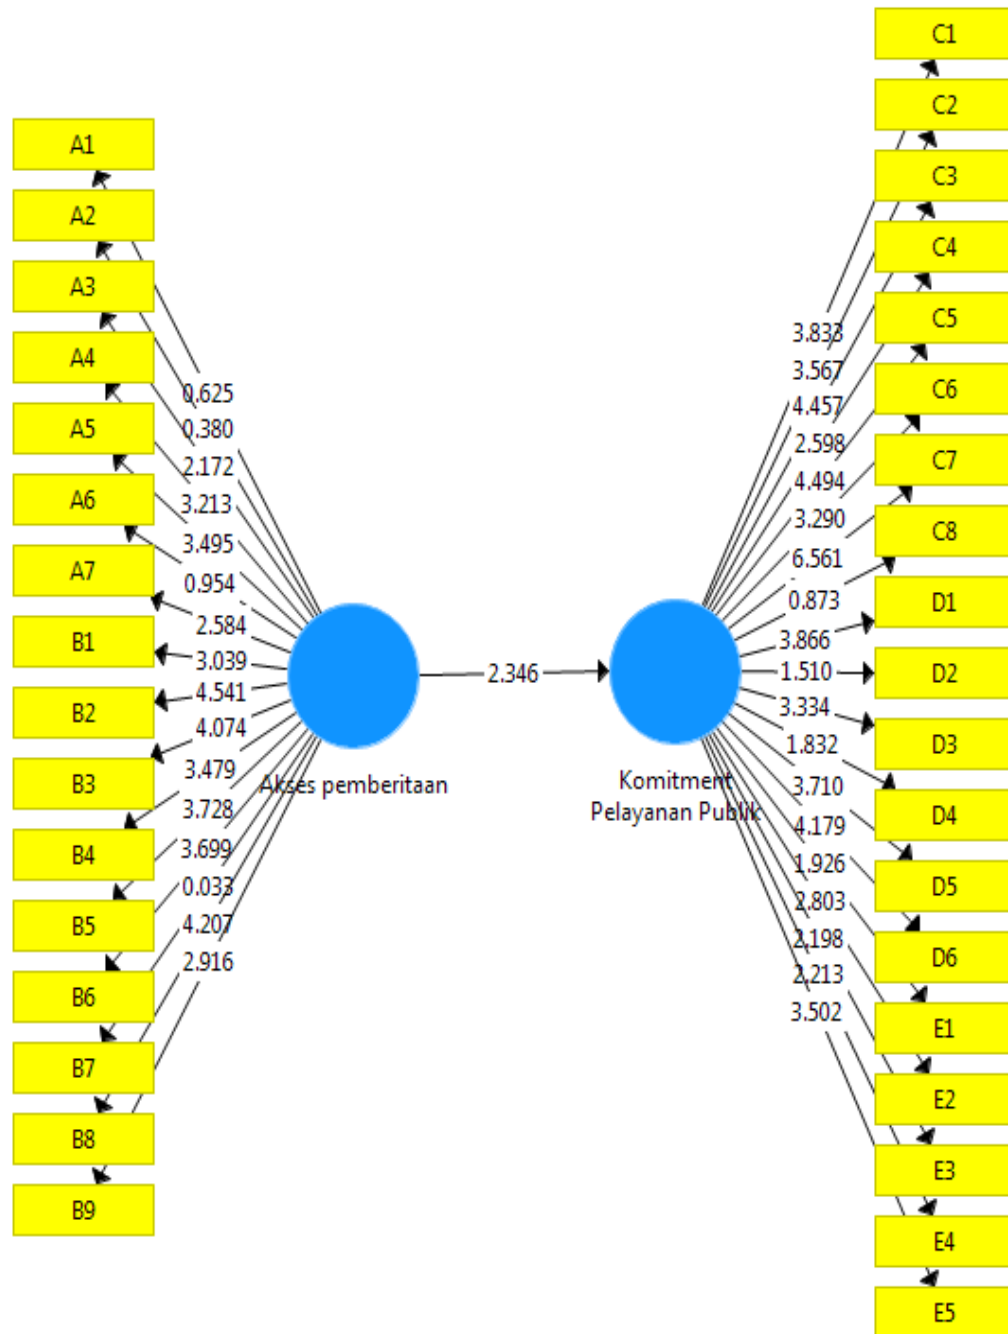 A1
A2
A3
A4
A5
A6
A7
B1
B2
B3
B4
B5
B6
B7
B8
B9
0.625
0.380
2.172
3.213
3.495
0.954
2.584
3.039
4.541
4.074
3.479
3.728
3.699
0.033
4.207
2.916
Akses pemberitaan
2.346
Komitment
Pelayanan Publik
3.833
3.567
4.457
2.598
4.494
3.290
6.561
0.873
3.866
1.510
3.334
1.832
3.710
4.179
1.926
2.803
2.198
2.213
3.502
C1
C2
C3
C4
C5
C6
C7
C8
D1
D2
D3
D4
D5
D6
E1
E2
E3
E4
E5